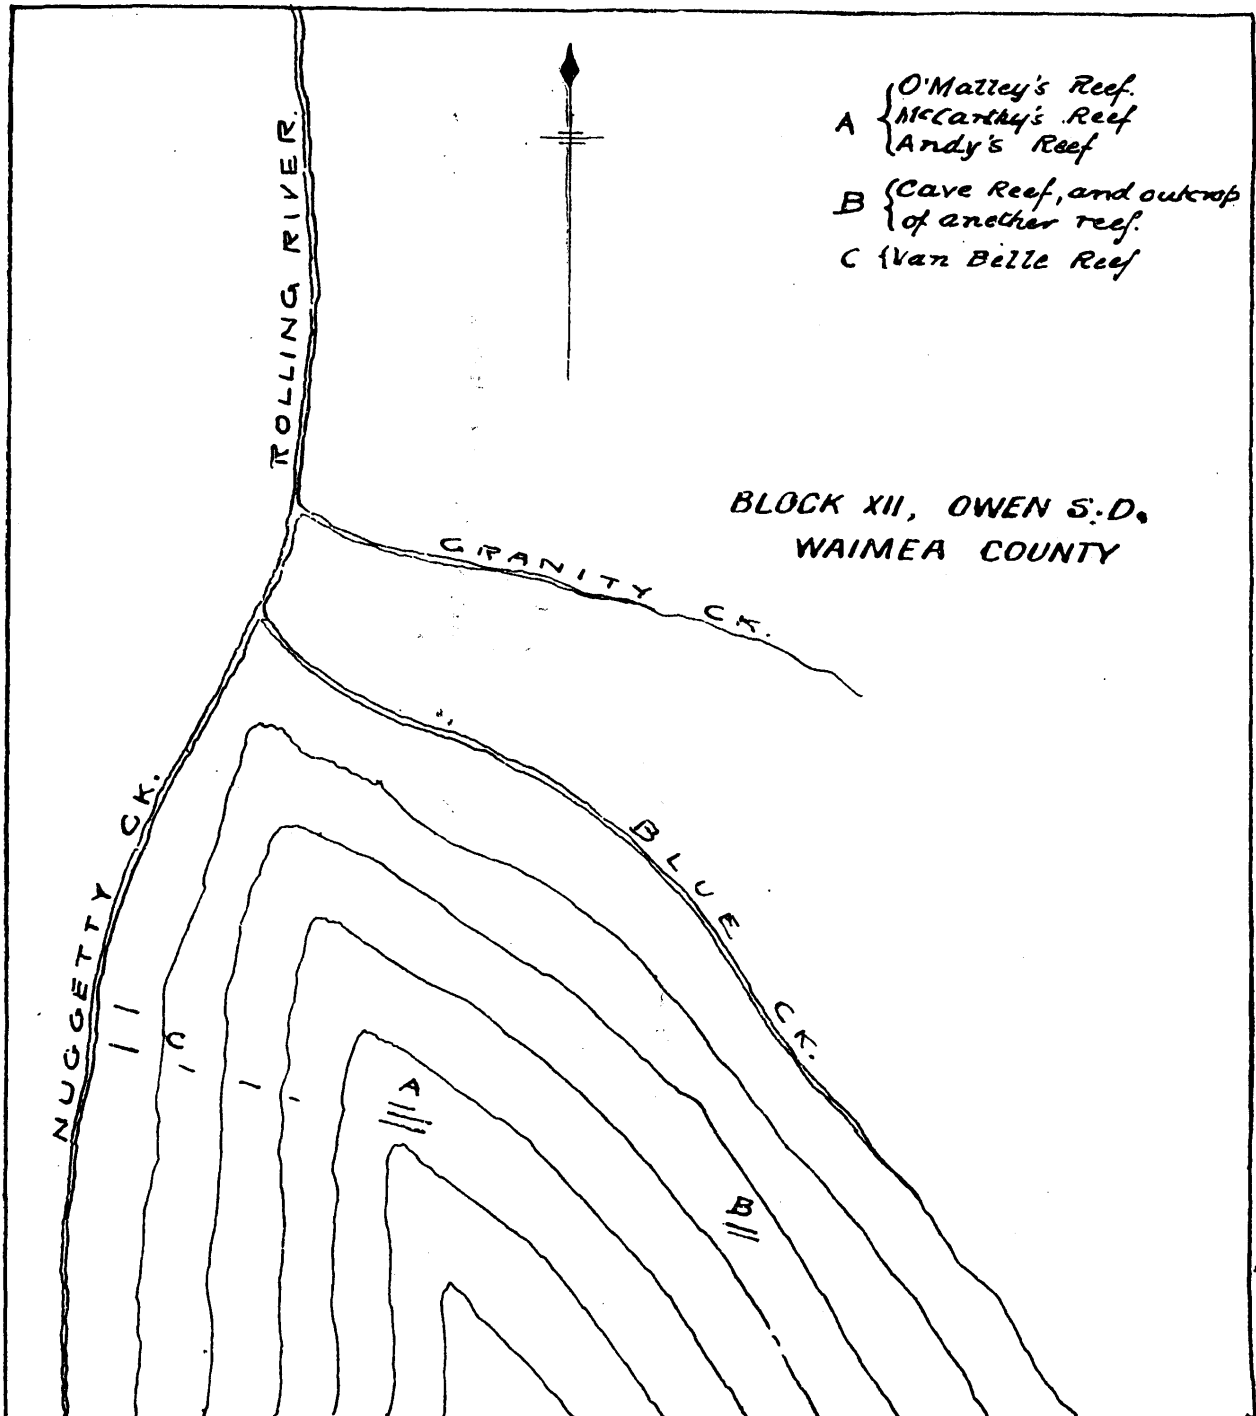 A { O'Malley's Reef.
McCarthy's Reef
Andy's Reef
B { Cave Reef, and outcrop
of another reef.
C { Van Belle Reef
ROLLING RIVER.
BLOCK XII, OWEN S.D.
WAIMEA COUNTY
GRANITY CK.
NUGGETTY CK.
BLUE CK.
C
A
B